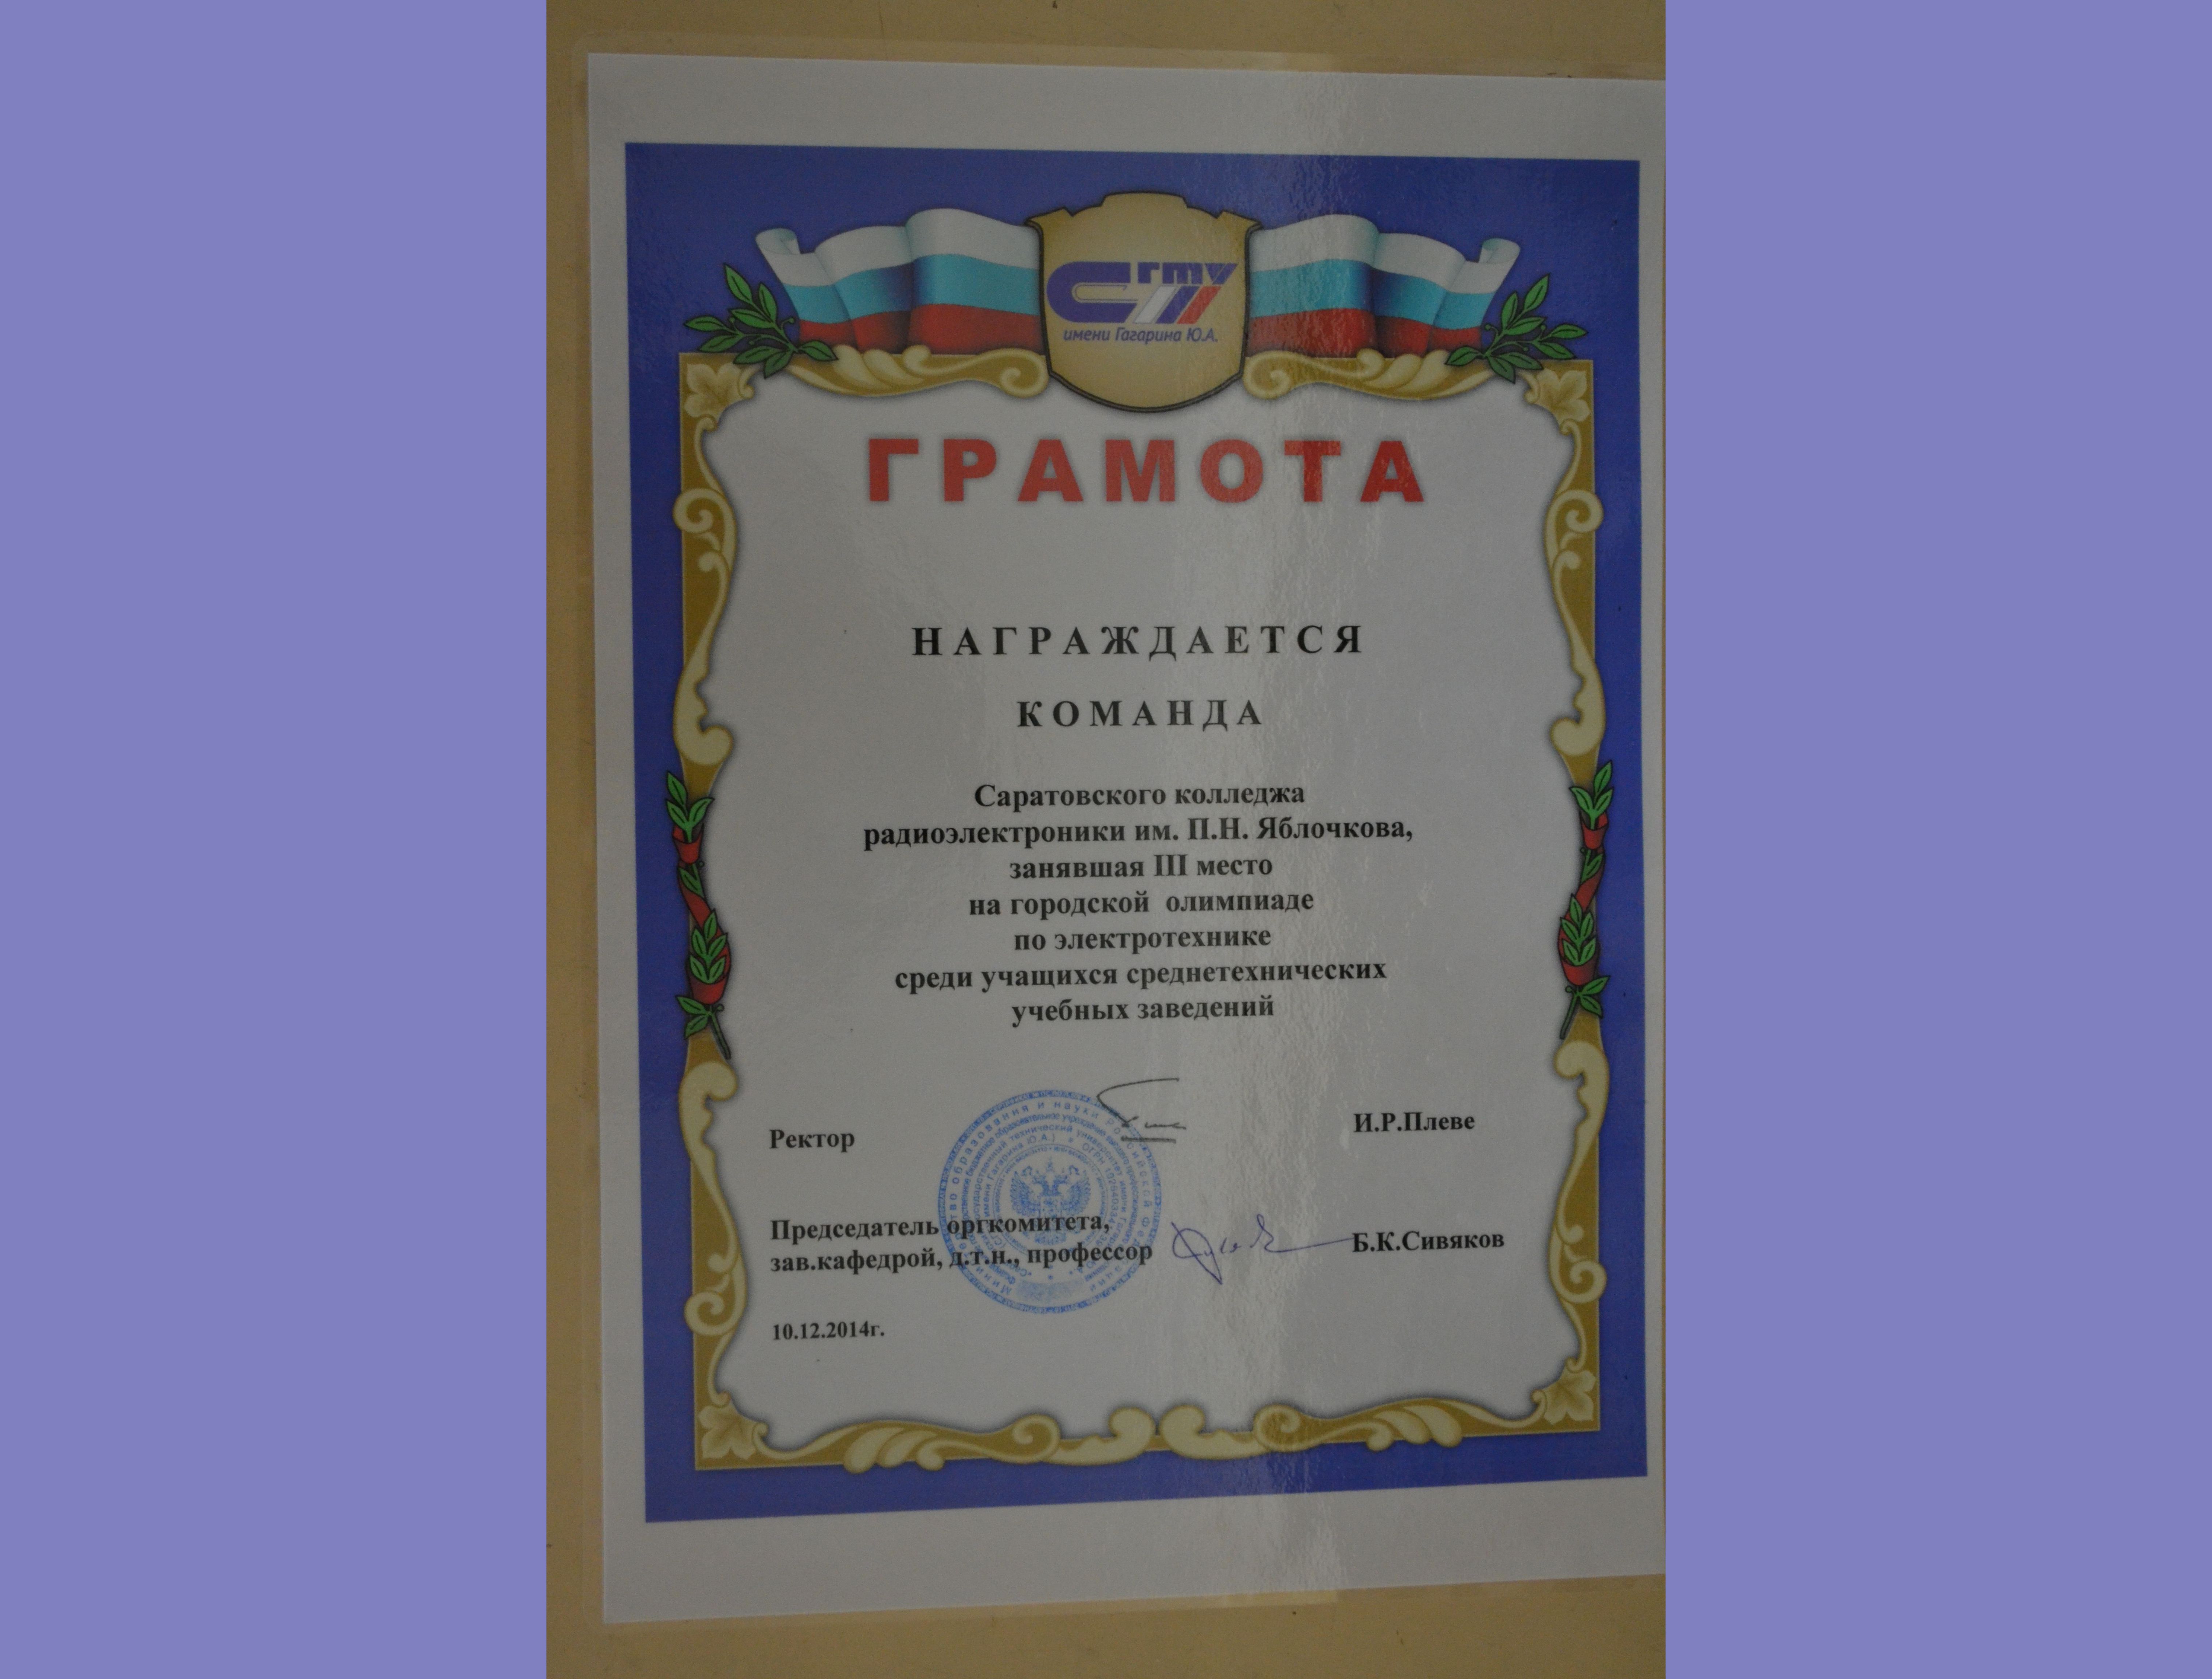 СГТУ
имени Гагарина Ю.А.
ГРАМОТА
НАГРАЖДАЕТСЯ
КОМАНДА
Саратовского колледжа
радиоэлектроники им. П.Н. Яблочкова,
занявшая III место
на городской олимпиаде
по электротехнике
среди учащихся среднетехнических
учебных заведений
Ректор
И.Р.Плеве
Председатель оргкомитета,
зав.кафедрой, д.т.н., профессор
Б.К.Сивяков
10.12.2014г.